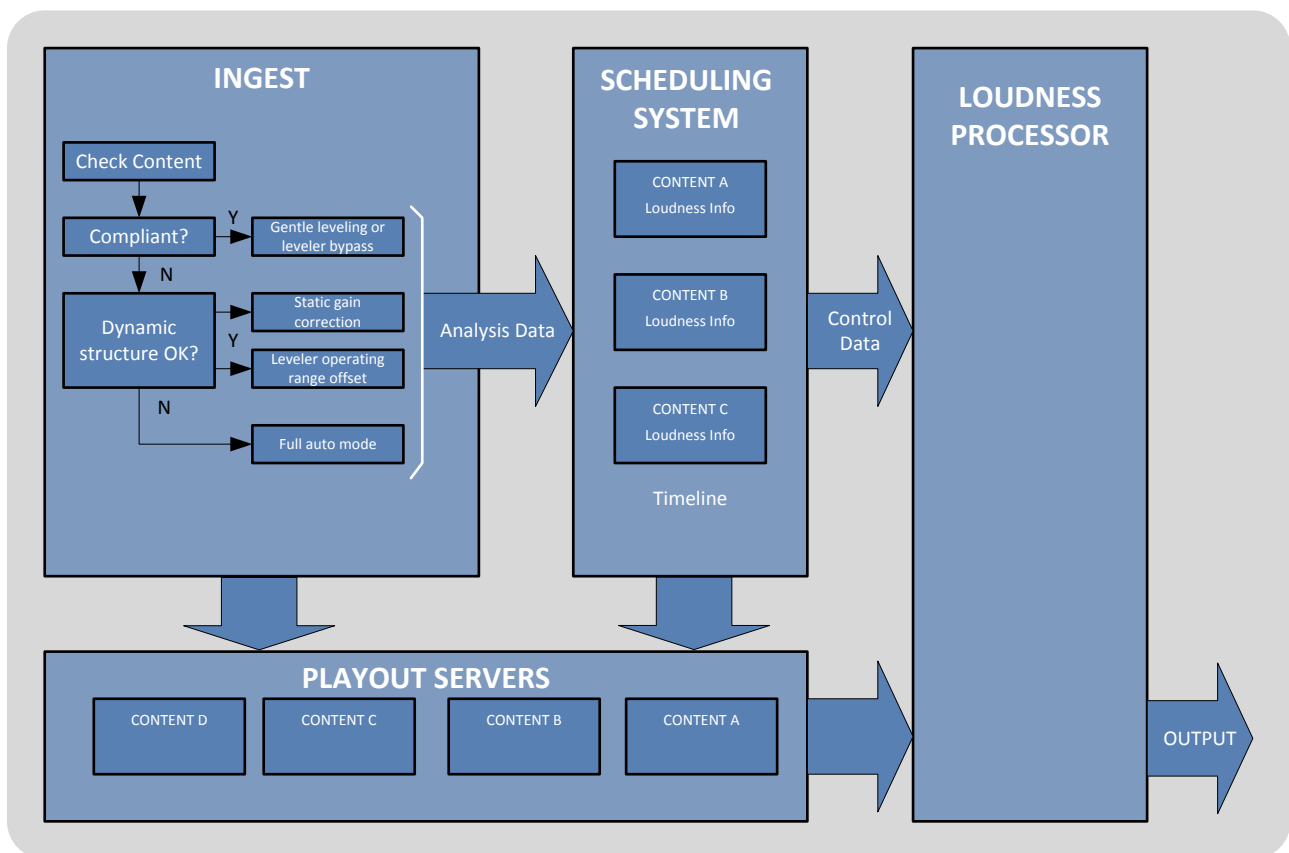 INGEST
Check Content
Compliant?
Y
Gentle leveling or
leveler bypass
N
Dynamic
structure OK?
Static gain
correction
Y
Leveler operating
range offset
N
Full auto mode
Analysis Data
SCHEDULING
SYSTEM
CONTENT A
Loudness Info
CONTENT B
Loudness Info
CONTENT C
Loudness Info
Timeline
Control
Data
LOUDNESS
PROCESSOR
PLAYOUT SERVERS
CONTENT D
CONTENT C
CONTENT B
CONTENT A
OUTPUT